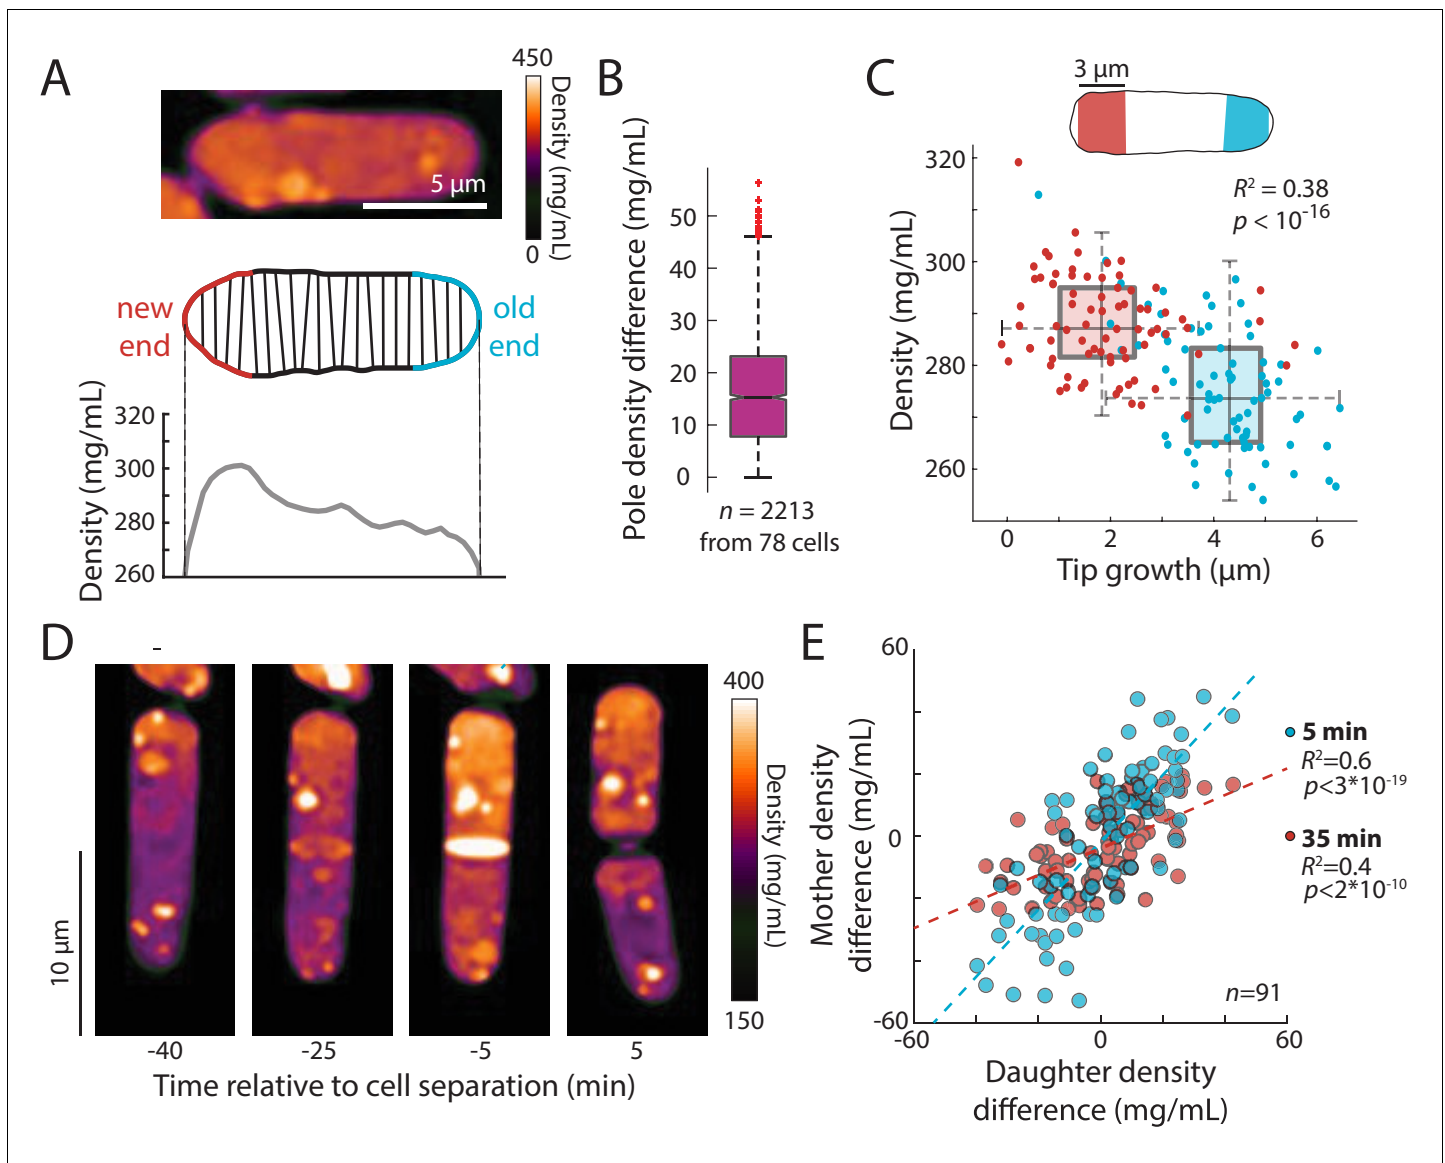 A
450
Density (mg/mL)
0
5 µm
new
end
old
end
Density (mg/mL)
320
300
280
260
B
Pole density difference (mg/mL)
50
40
30
20
10
0
n = 2213
from 78 cells
C
3 µm
R² = 0.38
p < 10⁻¹⁶
Density (mg/mL)
320
300
280
260
0 2 4 6
Tip growth (µm)
D
10 µm
-40 -25 -5 5
Time relative to cell separation (min)
400
Density (mg/mL)
150
E
Mother density
difference (mg/mL)
60
0
-60
-60 0 60
Daughter density
difference (mg/mL)
5 min
R²=0.6
p<3*10⁻¹⁹
35 min
R²=0.4
p<2*10⁻¹⁰
n=91